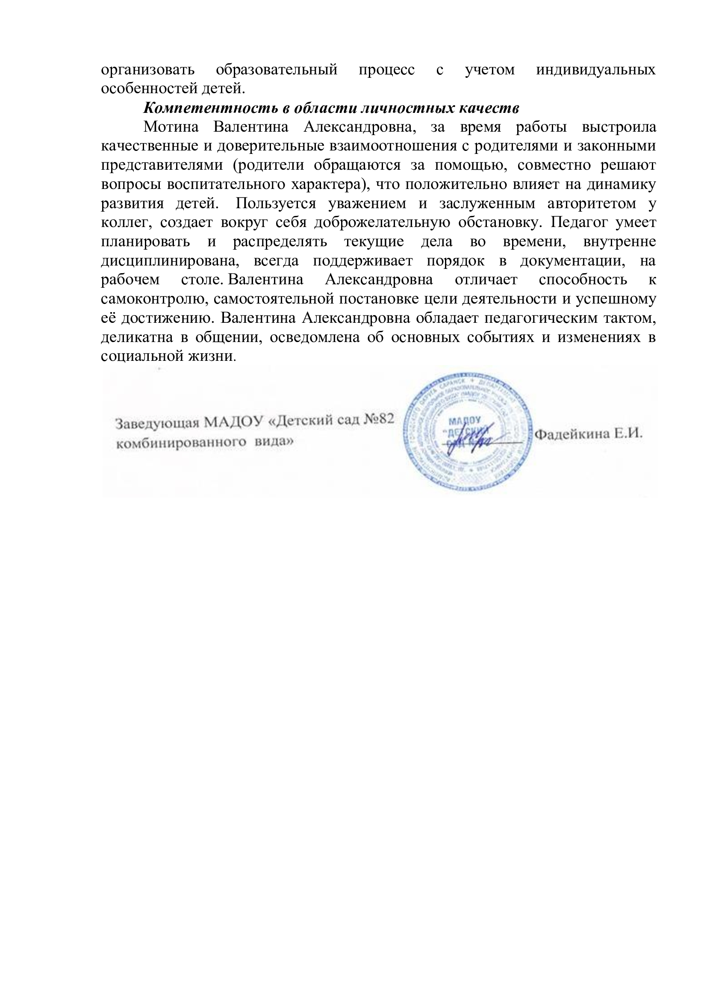 организовать образовательный процесс с учетом индивидуальных
особенностей детей.
Компетентность в области личностных качеств
Мотина Валентина Александровна, за время работы выстроила
качественные и доверительные взаимоотношения с родителями и законными
представителями (родители обращаются за помощью, совместно решают
вопросы воспитательного характера), что положительно влияет на динамику
развития детей. Пользуется уважением и заслуженным авторитетом у
коллег, создает вокруг себя доброжелательную обстановку. Педагог умеет
планировать и распределять текущие дела во времени, внутренне
дисциплинирована, всегда поддерживает порядок в документации, на
рабочем столе. Валентина Александровна отличает способность к
самоконтролю, самостоятельной постановке цели деятельности и успешному
её достижению. Валентина Александровна обладает педагогическим тактом,
деликатна в общении, осведомлена об основных событиях и изменениях в
социальной жизни.
Заведующая МАДОУ «Детский сад №82
комбинированного вида»
Фадейкина Е.И.
ОКРУГА САРАНСК
МАДОУ
"ДЕТСКИЙ
САД